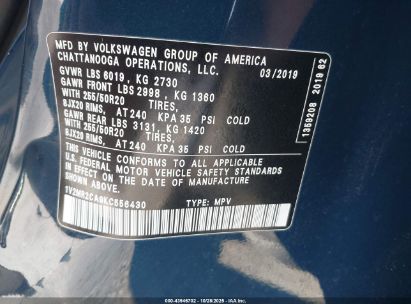 MFD BY VOLKSWAGEN GROUP OF AMERICA
CHATTANOOGA OPERATIONS, LLC.
03/2019
GVWR LBS 6019, KG 2730
GAWR FRONT LBS 2998, KG 1360
WITH 255/50R20 TIRES,
8JX20 RIMS, AT 240 KPA 35 PSI COLD
GAWR REAR LBS 3131, KG 1420
WITH 255/50R20 TIRES,
8JX20 RIMS, AT 240 KPA 35 PSI COLD
THIS VEHICLE CONFORMS TO ALL APPLICABLE
U.S. FEDERAL MOTOR VEHICLE SAFETY STANDARDS
IN EFFECT ON THE DATE OF MANUFACTURE
SHOWN ABOVE.
1V2MR2CA9KC556430 TYPE: MPV
1359208 2019 62